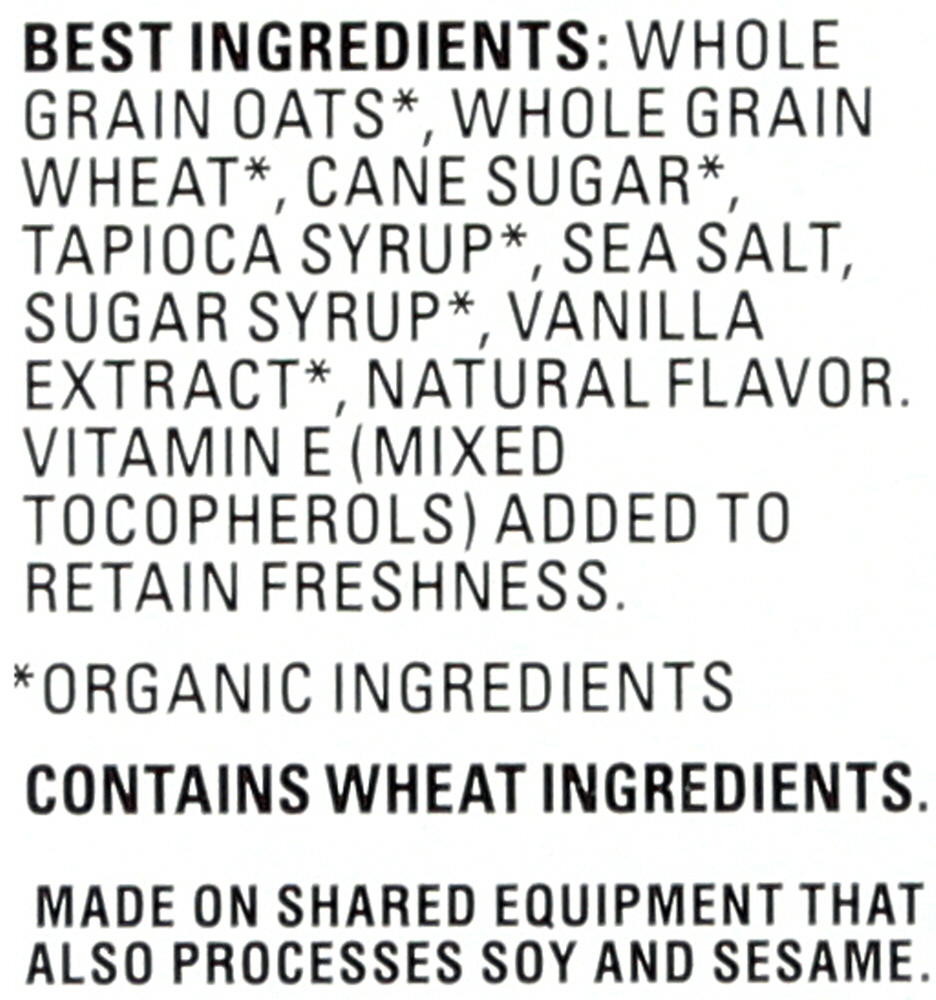 BEST INGREDIENTS: WHOLE
GRAIN OATS*, WHOLE GRAIN
WHEAT*, CANE SUGAR*,
TAPIOCA SYRUP*, SEA SALT,
SUGAR SYRUP*, VANILLA
EXTRACT*, NATURAL FLAVOR.
VITAMIN E (MIXED
TOCOPHEROLS) ADDED TO
RETAIN FRESHNESS.
*ORGANIC INGREDIENTS
CONTAINS WHEAT INGREDIENTS.
MADE ON SHARED EQUIPMENT THAT
ALSO PROCESSES SOY AND SESAME.